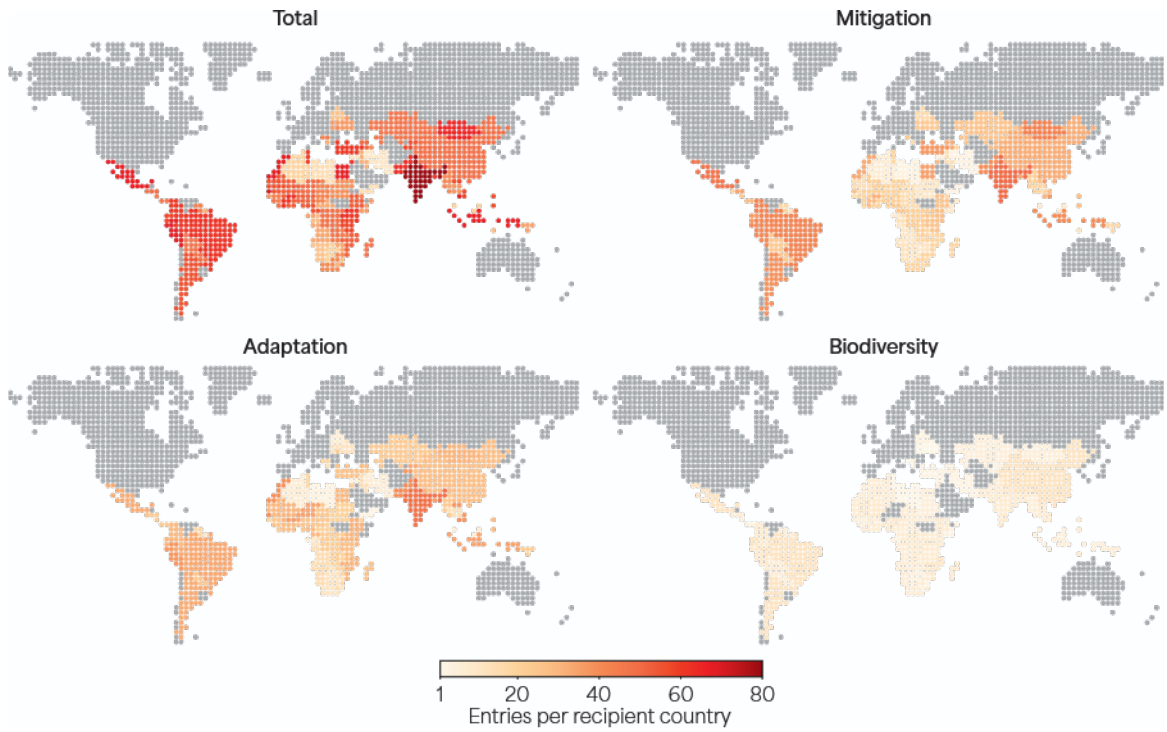 Total
Mitigation
Adaptation
Biodiversity
1 20 40 60 80
Entries per recipient country